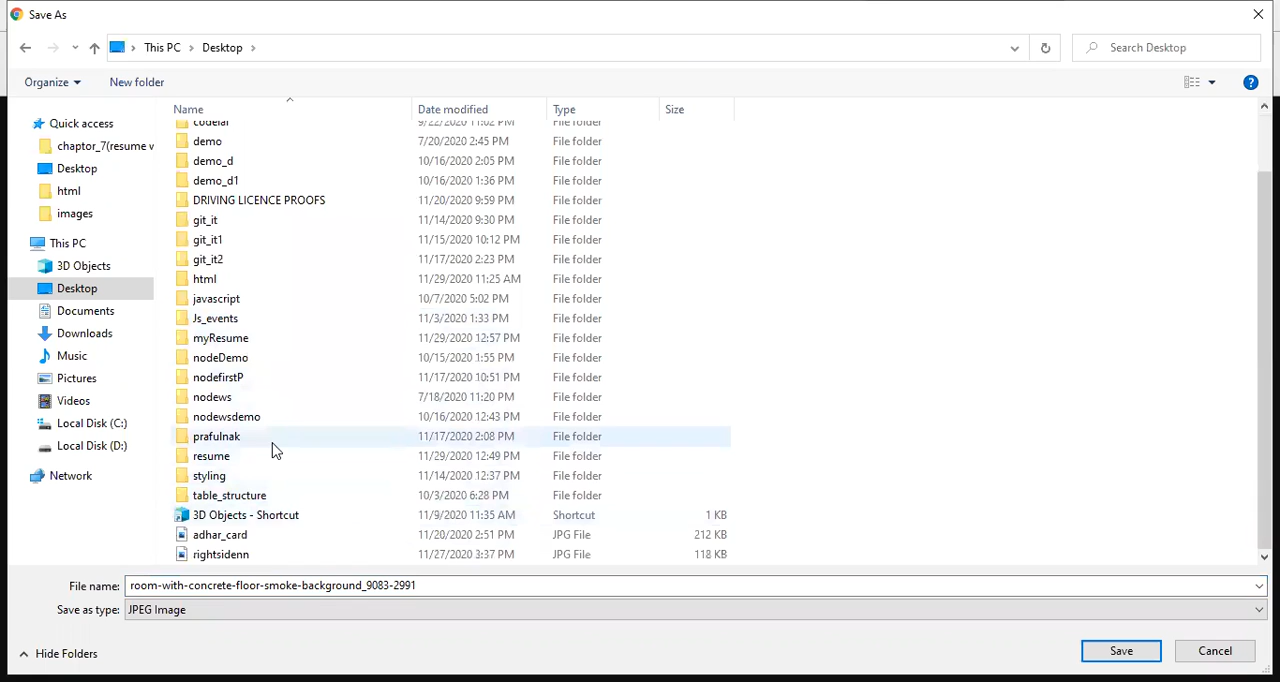 Save As
This PC > Desktop >
Search Desktop
Organize
New folder
Name Date modified Type Size
demo 7/20/2020 2:45 PM File folder
demo_d 10/16/2020 2:05 PM File folder
demo_d1 10/16/2020 1:36 PM File folder
DRIVING LICENCE PROOFS 11/20/2020 9:59 PM File folder
git_it 11/14/2020 9:30 PM File folder
git_it1 11/15/2020 10:12 PM File folder
git_it2 11/17/2020 2:23 PM File folder
html 11/29/2020 11:25 AM File folder
javascript 10/7/2020 5:02 PM File folder
Js_events 11/3/2020 1:33 PM File folder
myResume 11/29/2020 12:57 PM File folder
nodeDemo 10/15/2020 1:55 PM File folder
nodefirstP 11/17/2020 10:51 PM File folder
nodews 7/18/2020 11:20 PM File folder
nodewsdemo 10/16/2020 12:43 PM File folder
prafulnak 11/17/2020 2:08 PM File folder
resume 11/29/2020 12:49 PM File folder
styling 11/14/2020 12:37 PM File folder
table_structure 10/3/2020 6:28 PM File folder
3D Objects - Shortcut 11/9/2020 11:35 AM Shortcut 1 KB
adhar_card 11/20/2020 2:51 PM JPG File 212 KB
rightsidenn 11/27/2020 3:37 PM JPG File 118 KB
Quick access
chaptor_7(resume w
Desktop
html
images
This PC
3D Objects
Desktop
Documents
Downloads
Music
Pictures
Videos
Local Disk (C:)
Local Disk (D:)
Network
File name: room-with-concrete-floor-smoke-background_9083-2991
Save as type: JPEG Image
Hide Folders
Save
Cancel